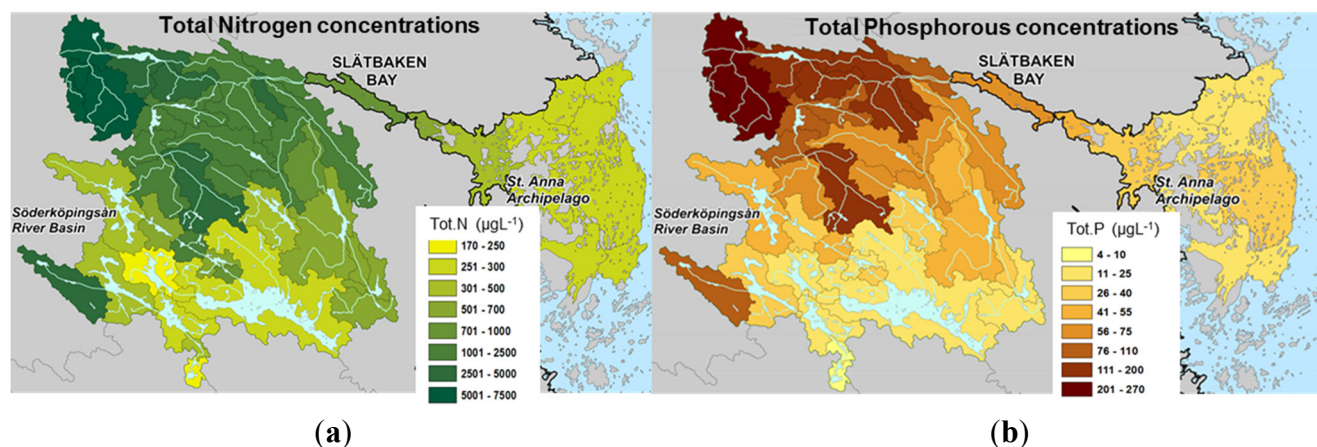 Total Nitrogen concentrations
SLÄTBAKEN
BAY
St. Anna
Archipelago
Söderköpingsån
River Basin
Tot.N (µgL-1)
170 - 250
251 - 300
301 - 500
501 - 700
701 - 1000
1001 - 2500
2501 - 5000
5001 - 7500
(a)
Total Phosphorous concentrations
SLÄTBAKEN
BAY
St. Anna
Archipelago
Söderköpingsån
River Basin
Tot.P (µgL-1)
4 - 10
11 - 25
26 - 40
41 - 55
56 - 75
76 - 110
111 - 200
201 - 270
(b)